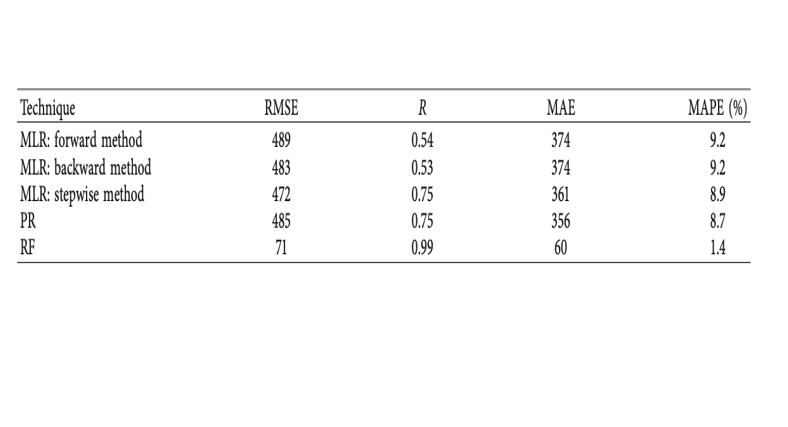 Technique RMSE R MAE MAPE (%)
MLR: forward method 489 0.54 374 9.2
MLR: backward method 483 0.53 374 9.2
MLR: stepwise method 472 0.75 361 8.9
PR 485 0.75 356 8.7
RF 71 0.99 60 1.4